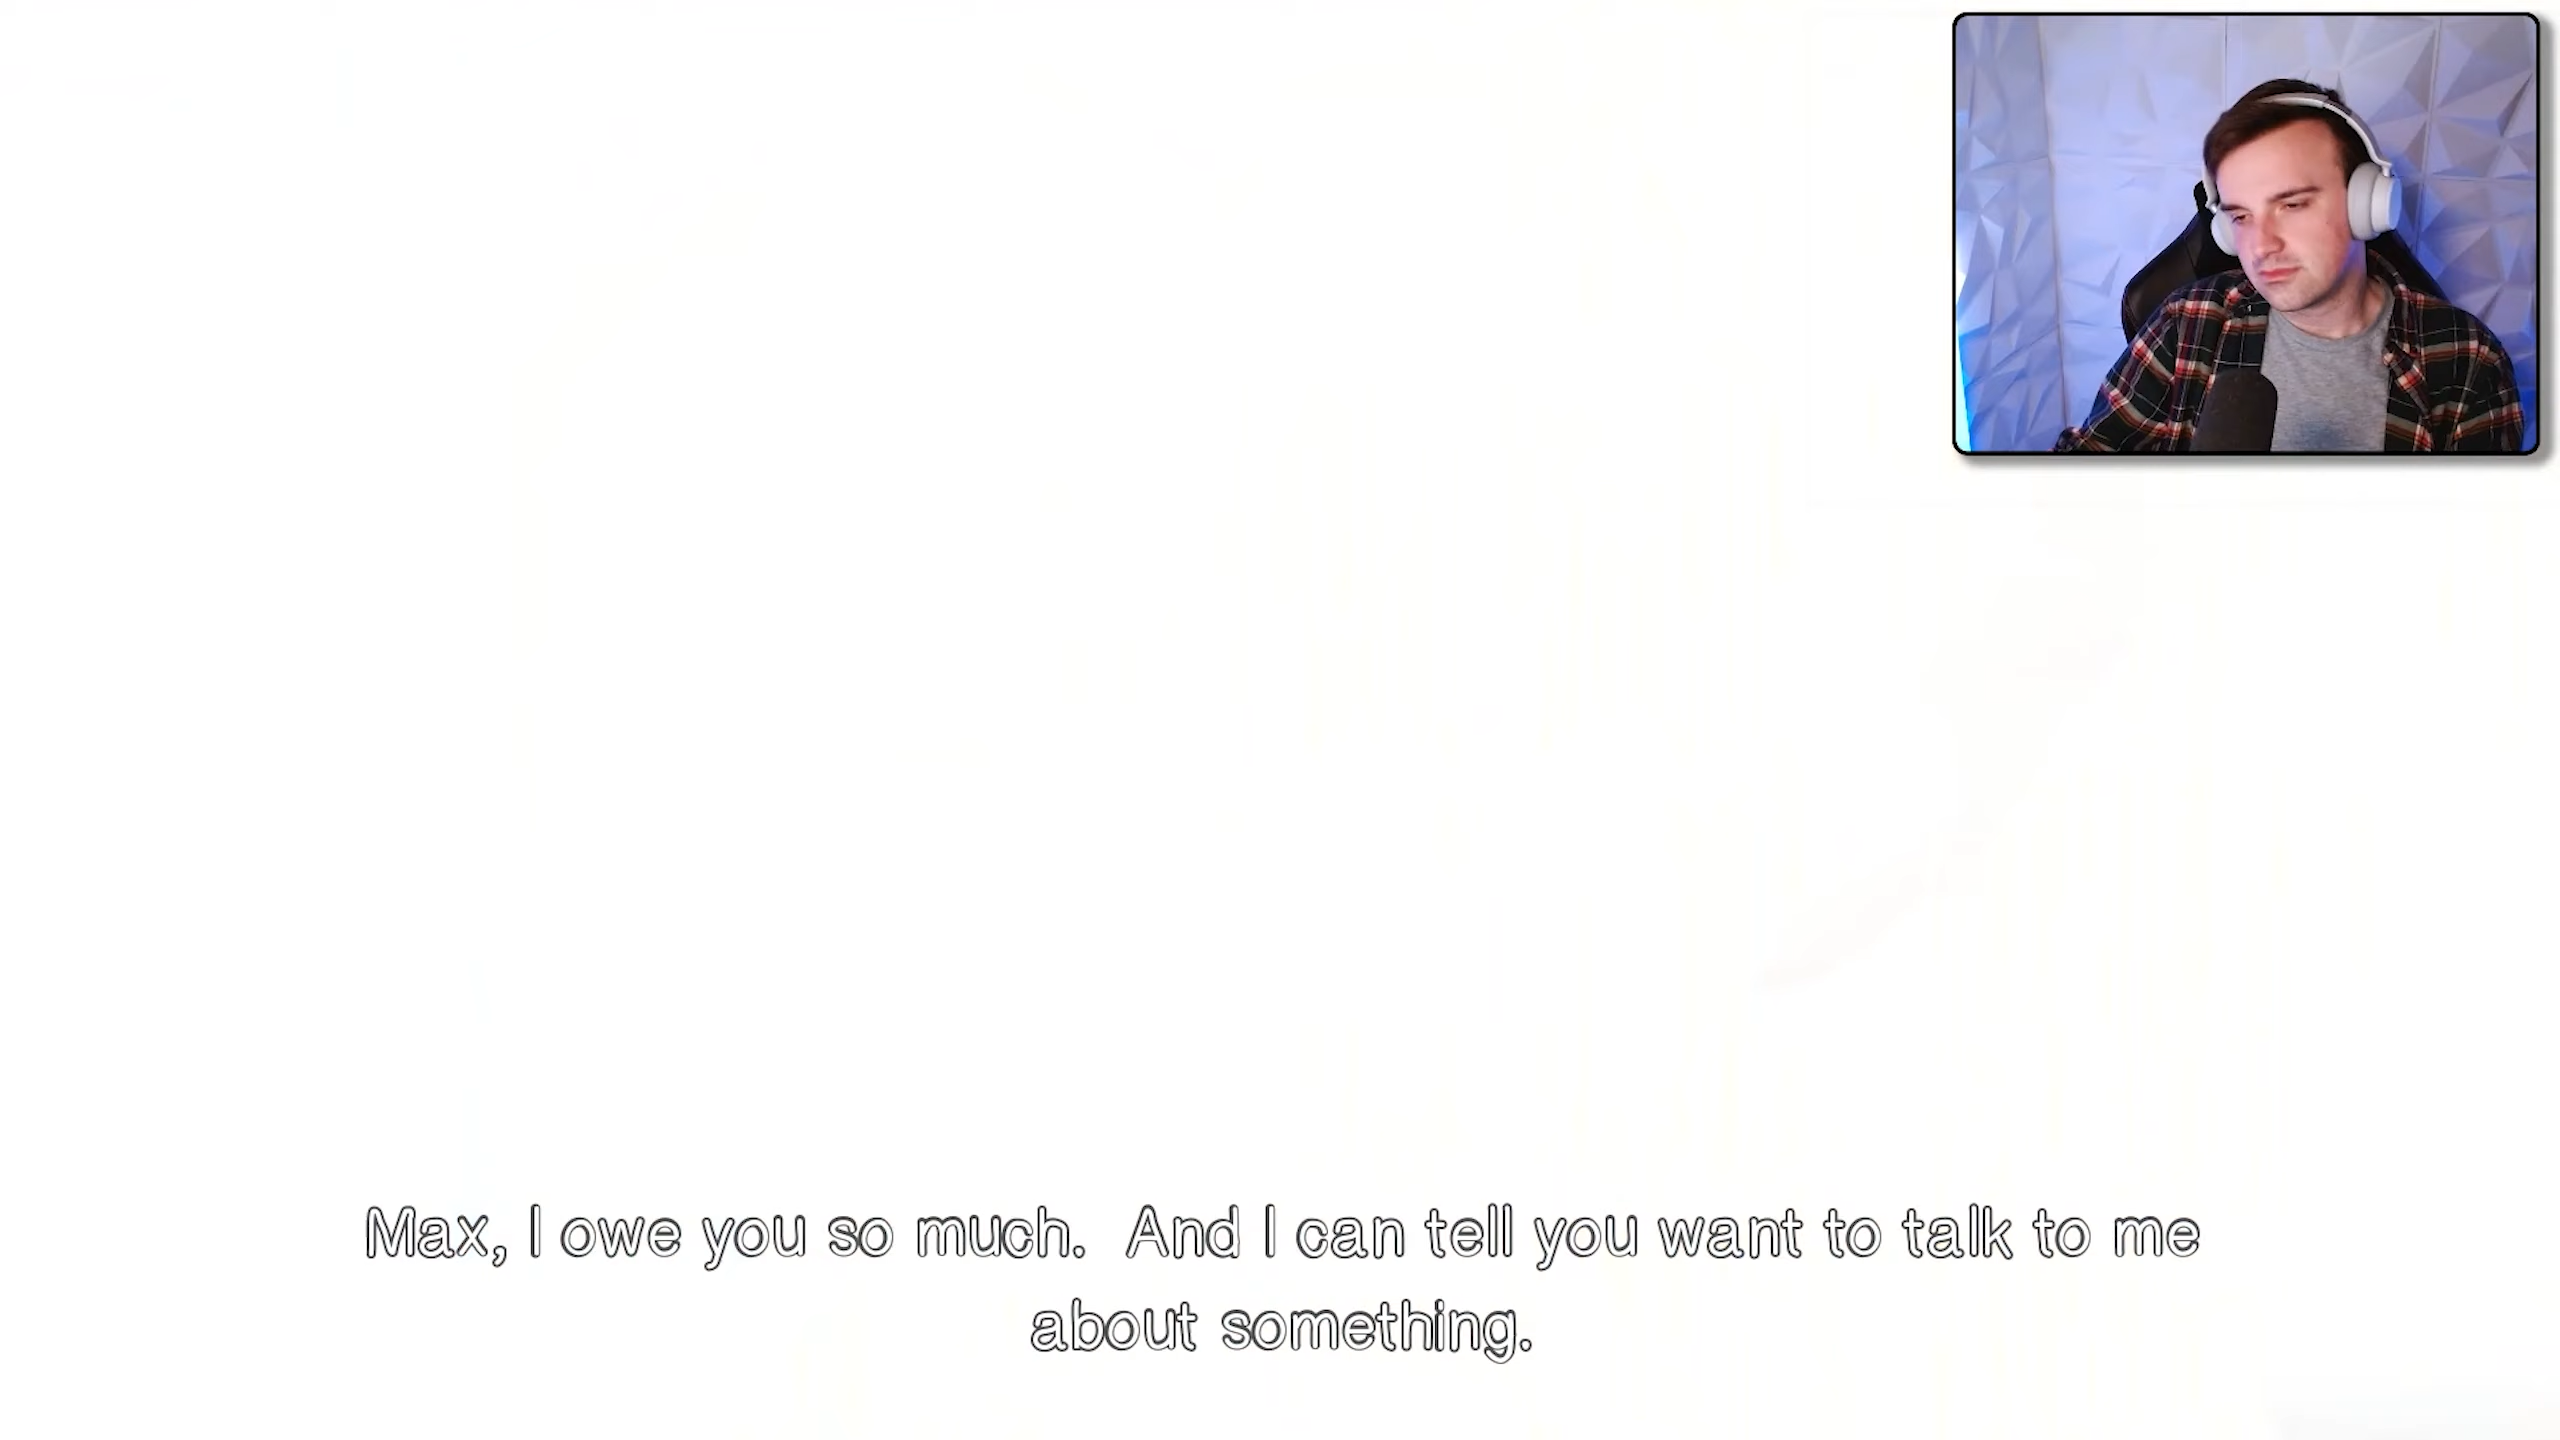 Max, I owe you so much.  And I can tell you want to talk to me
about something.